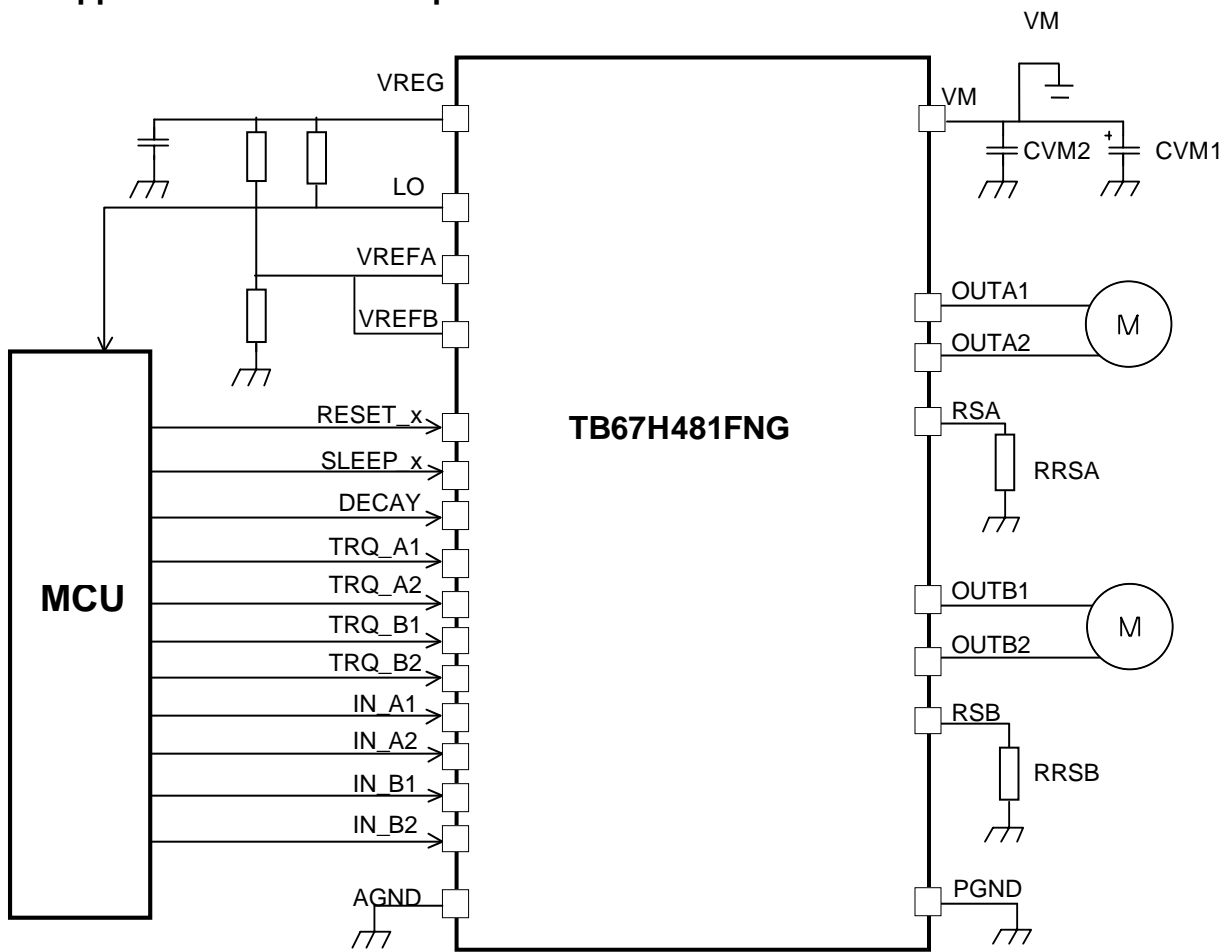 VM
VREG
VM
CVM2
CVM1
LO
VREFA
VREFB
OUTA1
M
OUTA2
RESET_x
RSA
TB67H481FNG
SLEEP_x
RRSA
DECAY
TRQ_A1
MCU
TRQ_A2
OUTB1
M
TRQ_B1
OUTB2
TRQ_B2
IN_A1
RSB
IN_A2
RRSB
IN_B1
IN_B2
AGND
PGND